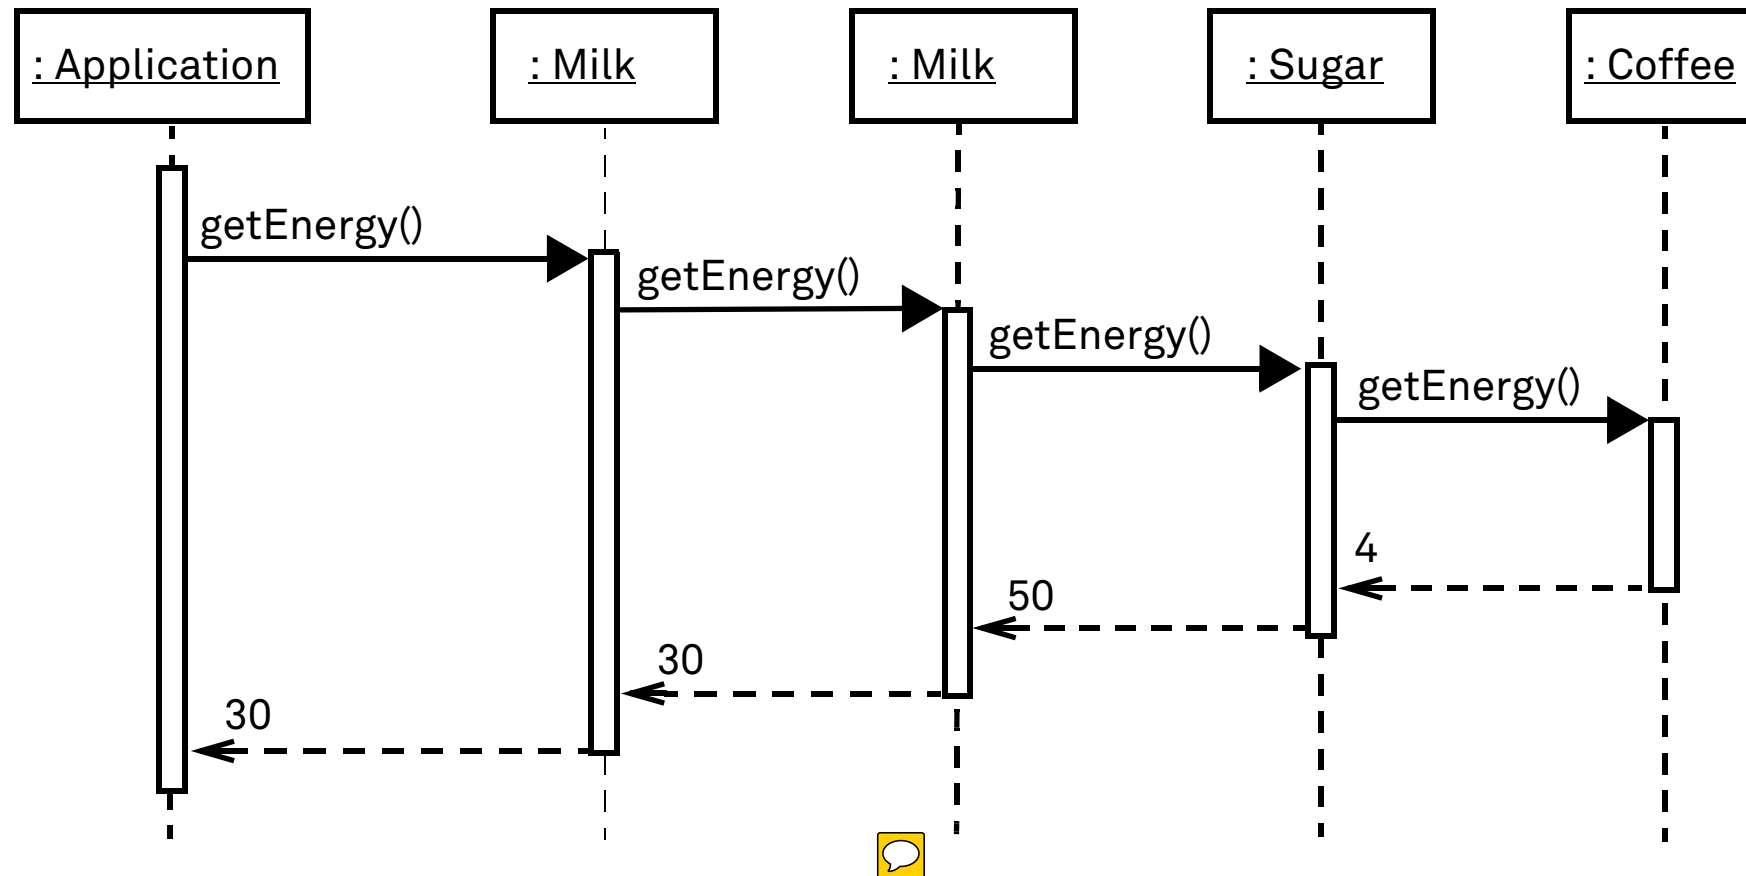 : Application
: Milk
: Milk
: Sugar
: Coffee
getEnergy()
getEnergy()
getEnergy()
getEnergy()
4
50
30
30